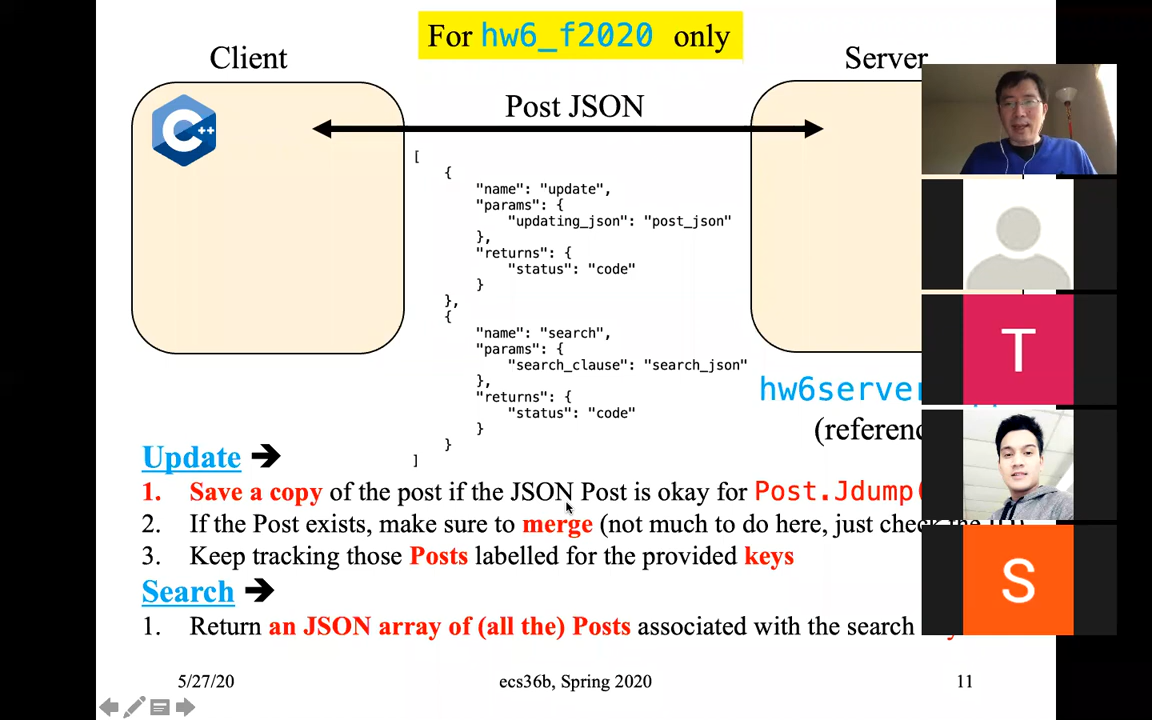 For hw6_f2020 only
Client
Server
C++
Post JSON
[
{
"name": "update",
"params": {
"updating_json": "post_json"
},
"returns": {
"status": "code"
}
},
{
"name": "search",
"params": {
"search_clause": "search_json"
},
"returns": {
"status": "code"
}
}
]
T
hw6server
(referenc
Update ➔
1. Save a copy of the post if the JSON Post is okay for Post.Jdump(
2. If the Post exists, make sure to merge (not much to do here, just check the ID)
3. Keep tracking those Posts labelled for the provided keys
S
Search ➔
1. Return an JSON array of (all the) Posts associated with the search
5/27/20
ecs36b, Spring 2020
11